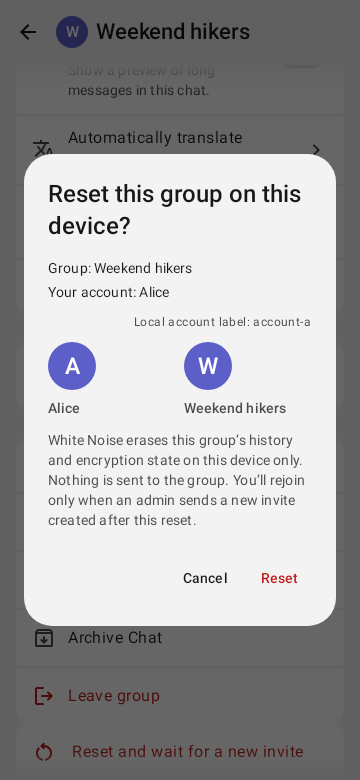 W Weekend hikers
Show a preview of long
messages in this chat.
Automatically translate
Reset this group on this
device?
Group: Weekend hikers
Your account: Alice
Local account label: account-a
A W
Alice Weekend hikers
White Noise erases this group’s history
and encryption state on this device only.
Nothing is sent to the group. You’ll rejoin
only when an admin sends a new invite
created after this reset.
Cancel Reset
Archive Chat
Leave group
Reset and wait for a new invite